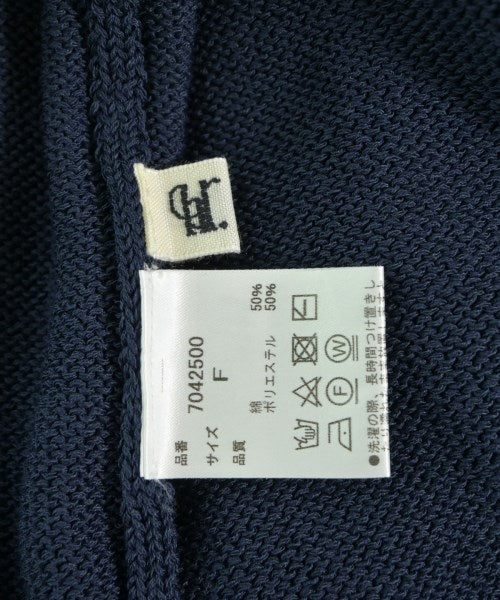 品番 7042500
サイズ F
品質 綿 50%
ポリエステル 50%
W
F
●洗濯の際、長時間つけ置きし